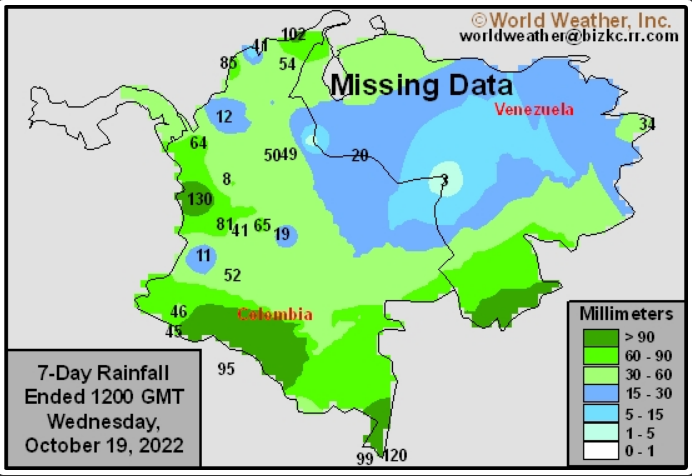 ©World Weather, Inc.
worldweather@bizkc.rr.com
102
41
85
54
Missing Data
Venezuela
12
34
64
50 49
20
8
3
130
81
41
65
19
11
52
46
Colombia
45
95
99
120
Millimeters
> 90
60 - 90
30 - 60
15 - 30
5 - 15
1 - 5
0 - 1
7-Day Rainfall
Ended 1200 GMT
Wednesday,
October 19, 2022